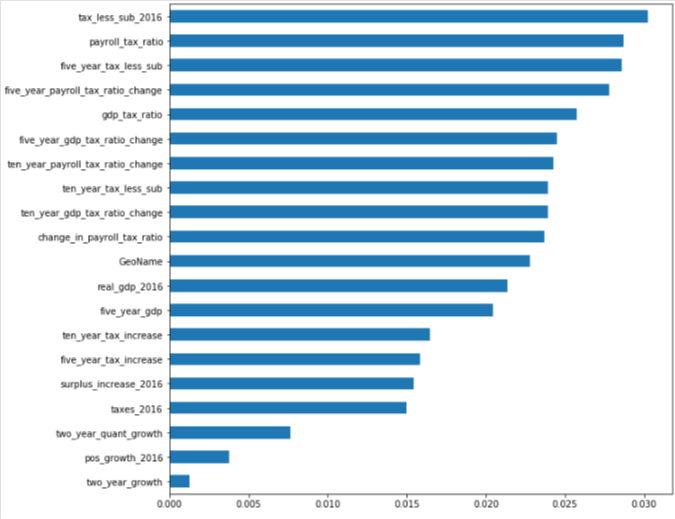 tax_less_sub_2016
payroll_tax_ratio
five_year_tax_less_sub
five_year_payroll_tax_ratio_change
gdp_tax_ratio
five_year_gdp_tax_ratio_change
ten_year_payroll_tax_ratio_change
ten_year_tax_less_sub
ten_year_gdp_tax_ratio_change
change_in_payroll_tax_ratio
GeoName
real_gdp_2016
five_year_gdp
ten_year_tax_increase
five_year_tax_increase
surplus_increase_2016
taxes_2016
two_year_quant_growth
pos_growth_2016
two_year_growth
0.000 0.005 0.010 0.015 0.020 0.025 0.030